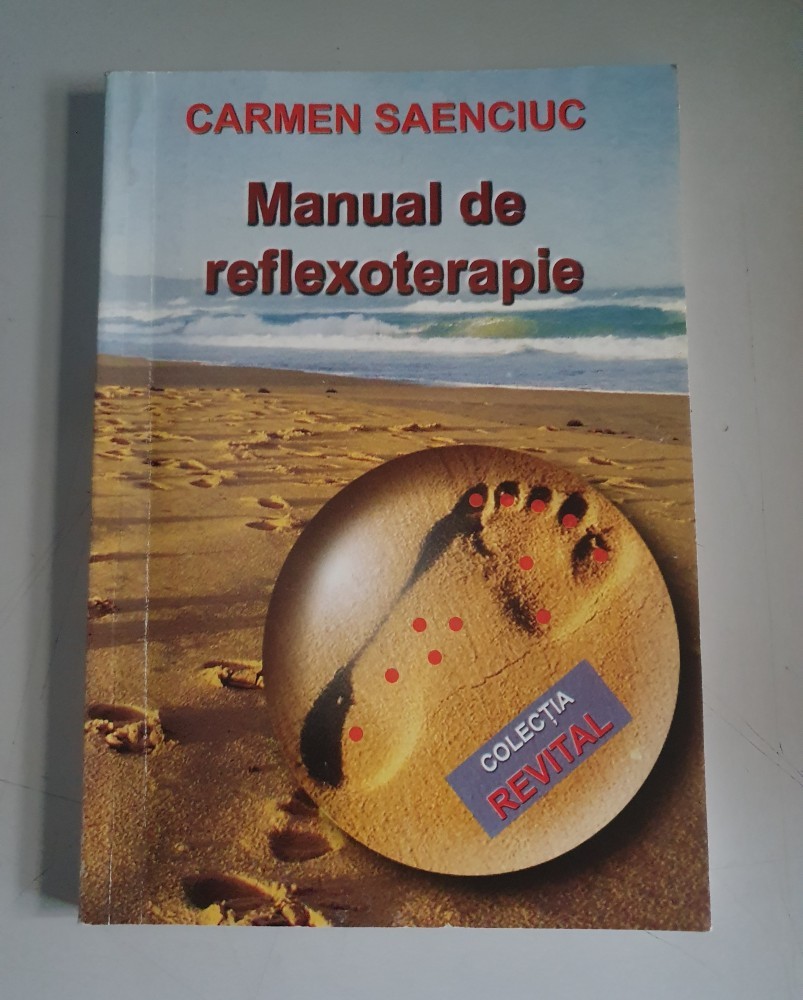 CARMEN SAENCIUC
Manual de
reflexoterapie
COLECȚIA
REVITAL